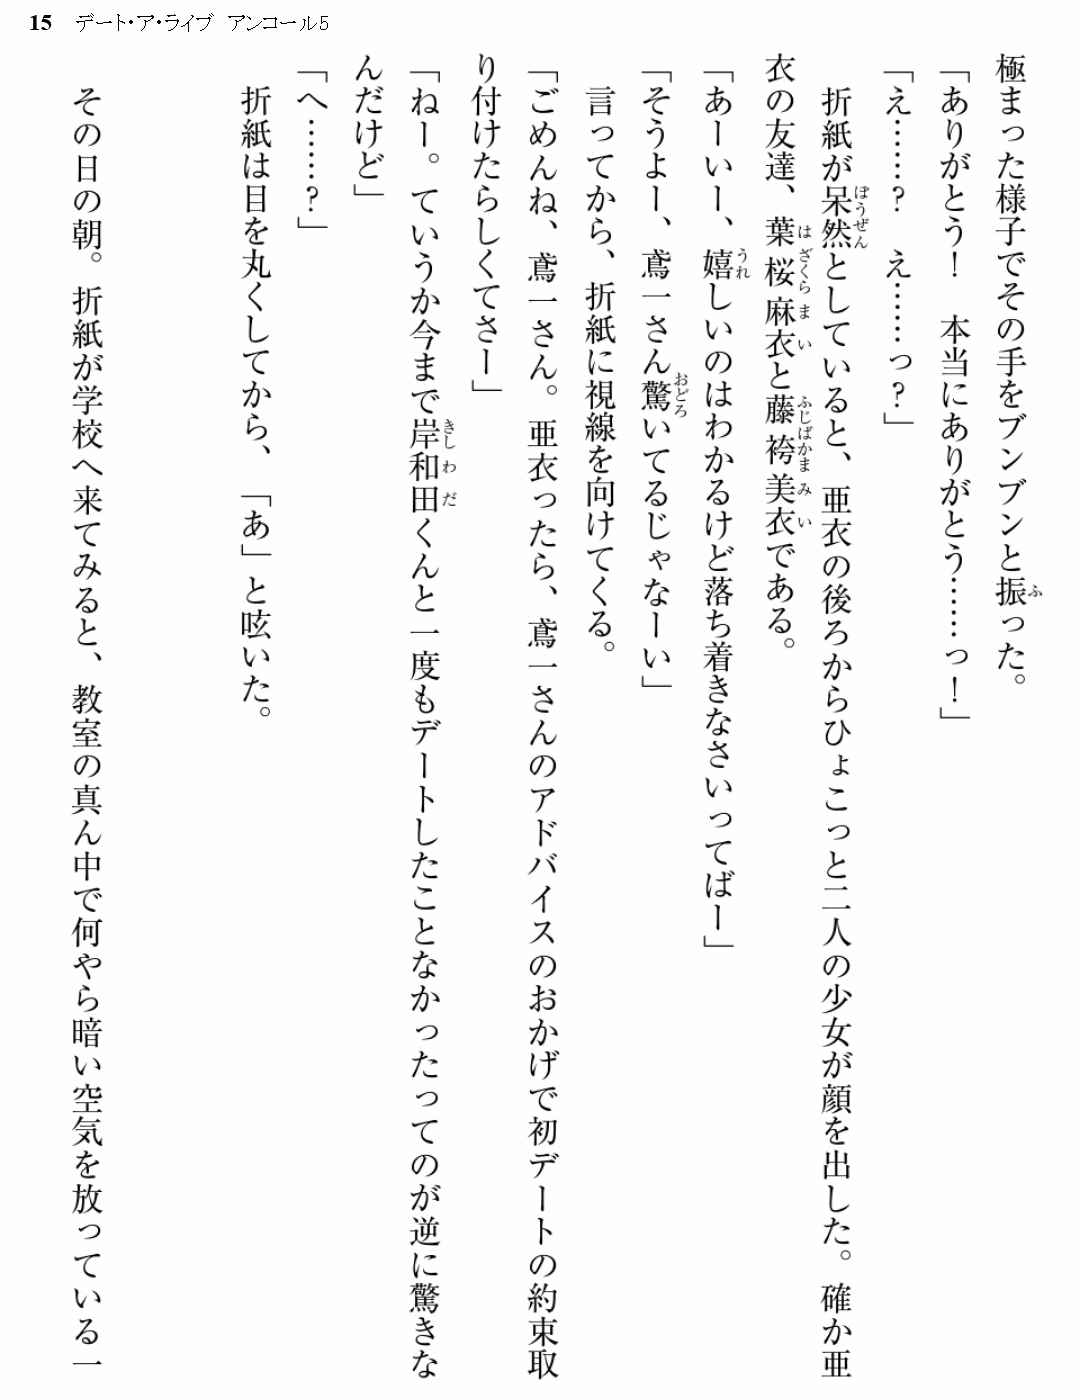 15　デート・ア・ライブ　アンコール5
極まった様子でその手をブンブンと振った。
「ありがとう！　本当にありがとう……っ！」
「え……？　え……っ？」
　折紙が呆然としていると、亜衣の後ろからひょこっと二人の少女が顔を出した。確か亜
衣の友達、葉桜麻衣と藤袴美衣である。
「あーいー、嬉しいのはわかるけど落ち着きなさいってばー」
「そうよー、鳶一さん驚いてるじゃなーい」
　言ってから、折紙に視線を向けてくる。
「ごめんね、鳶一さん。亜衣ったら、鳶一さんのアドバイスのおかげで初デートの約束取
り付けたらしくてさー」
「ねー。ていうか今まで岸和田くんと一度もデートしたことなかったってのが逆に驚きな
んだけど」
「へ……？」
　折紙は目を丸くしてから、「あ」と呟いた。
　その日の朝。折紙が学校へ来てみると、教室の真ん中で何やら暗い空気を放っている一